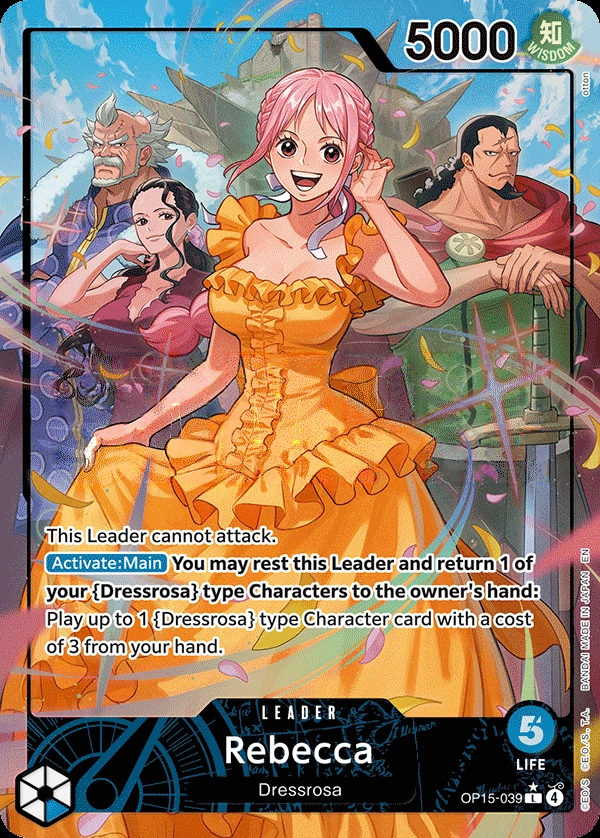 5000
知
WISDOM
otton
This Leader cannot attack.
Activate:Main You may rest this Leader and return 1 of
your {Dressrosa} type Characters to the owner's hand:
Play up to 1 {Dressrosa} type Character card with a cost
of 3 from your hand.
BANDAI MADE IN JAPAN EN
LEADER
Rebecca
Dressrosa
5
LIFE
OP15-039 L 4